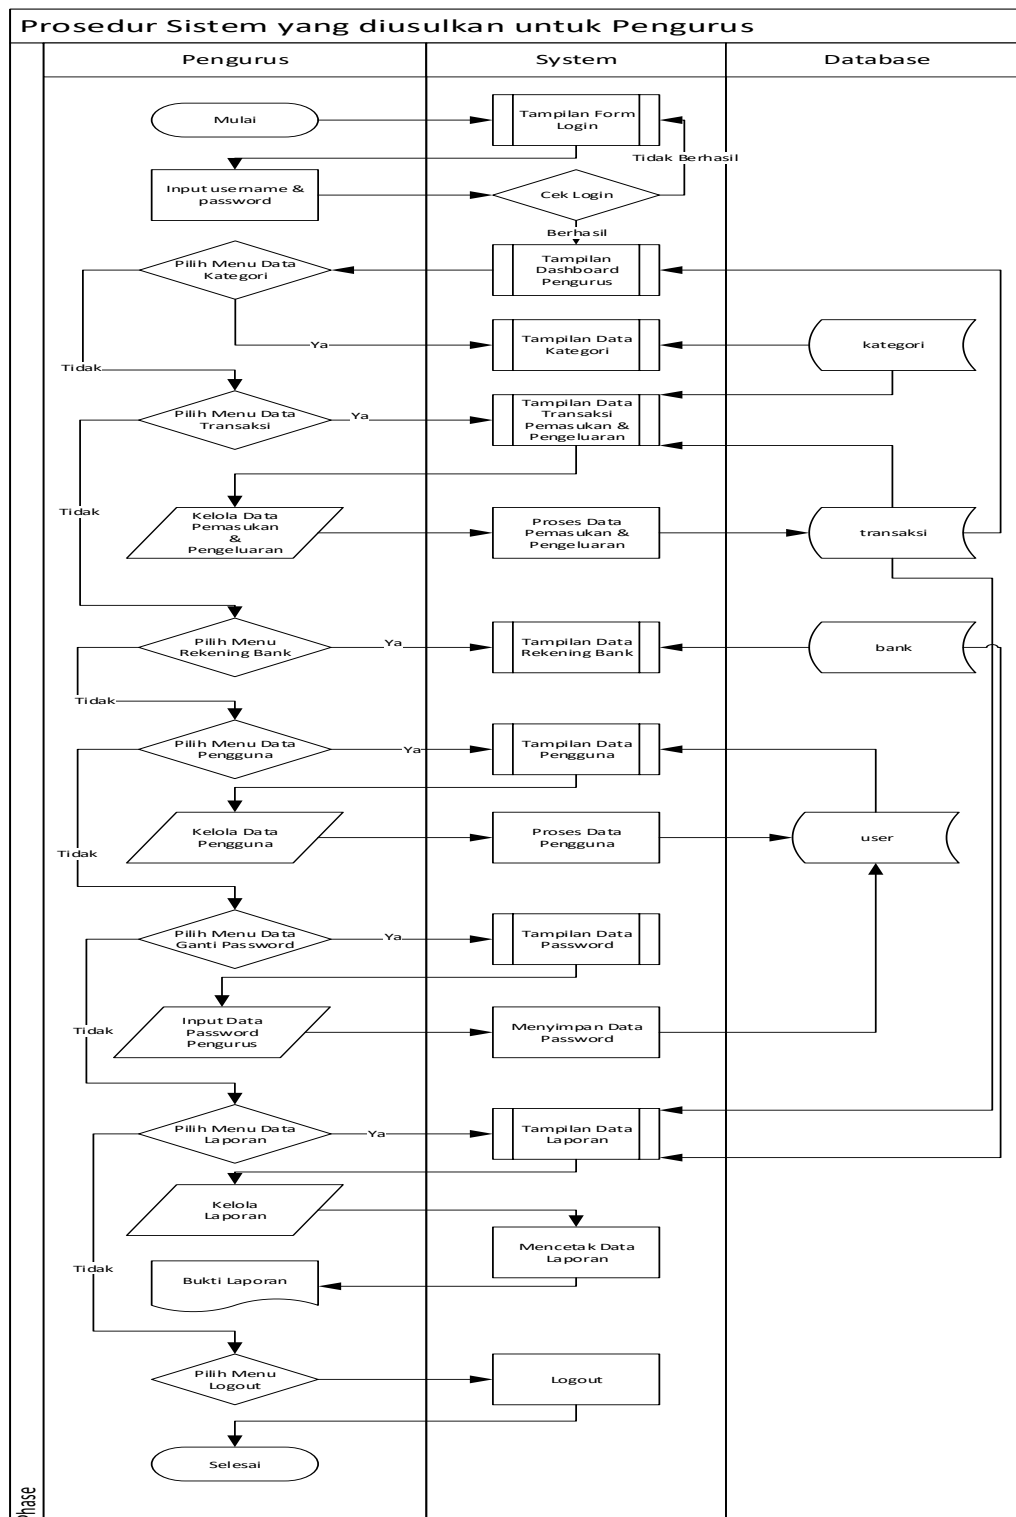 Prosedur Sistem yang diusulkan untuk Pengurus
Pengurus
System
Database
Mulai
Tampilan Form
Login
Tidak Berhasil
Input username &
password
Cek Login
Berhasil
Pilih Menu Data
Kategori
Tampilan
Dashboard
Pengurus
Ya
Tampilan Data
Kategori
kategori
Tidak
Pilih Menu Data
Transaksi
Ya
Tampilan Data
Transaksi
Pemasukan &
Pengeluaran
Tidak
Kelola Data
Pemasukan
&
Pengeluaran
Proses Data
Pemasukan &
Pengeluaran
transaksi
Pilih Menu
Rekening Bank
Ya
Tampilan Data
Rekening Bank
bank
Tidak
Pilih Menu Data
Pengguna
Ya
Tampilan Data
Pengguna
Tidak
Kelola Data
Pengguna
Proses Data
Pengguna
user
Pilih Menu Data
Ganti Password
Ya
Tampilan Data
Password
Tidak
Input Data
Password
Pengurus
Menyimpan Data
Password
Pilih Menu Data
Laporan
Ya
Tampilan Data
Laporan
Kelola
Laporan
Mencetak Data
Laporan
Tidak
Bukti Laporan
Pilih Menu
Logout
Logout
Selesai
Phase